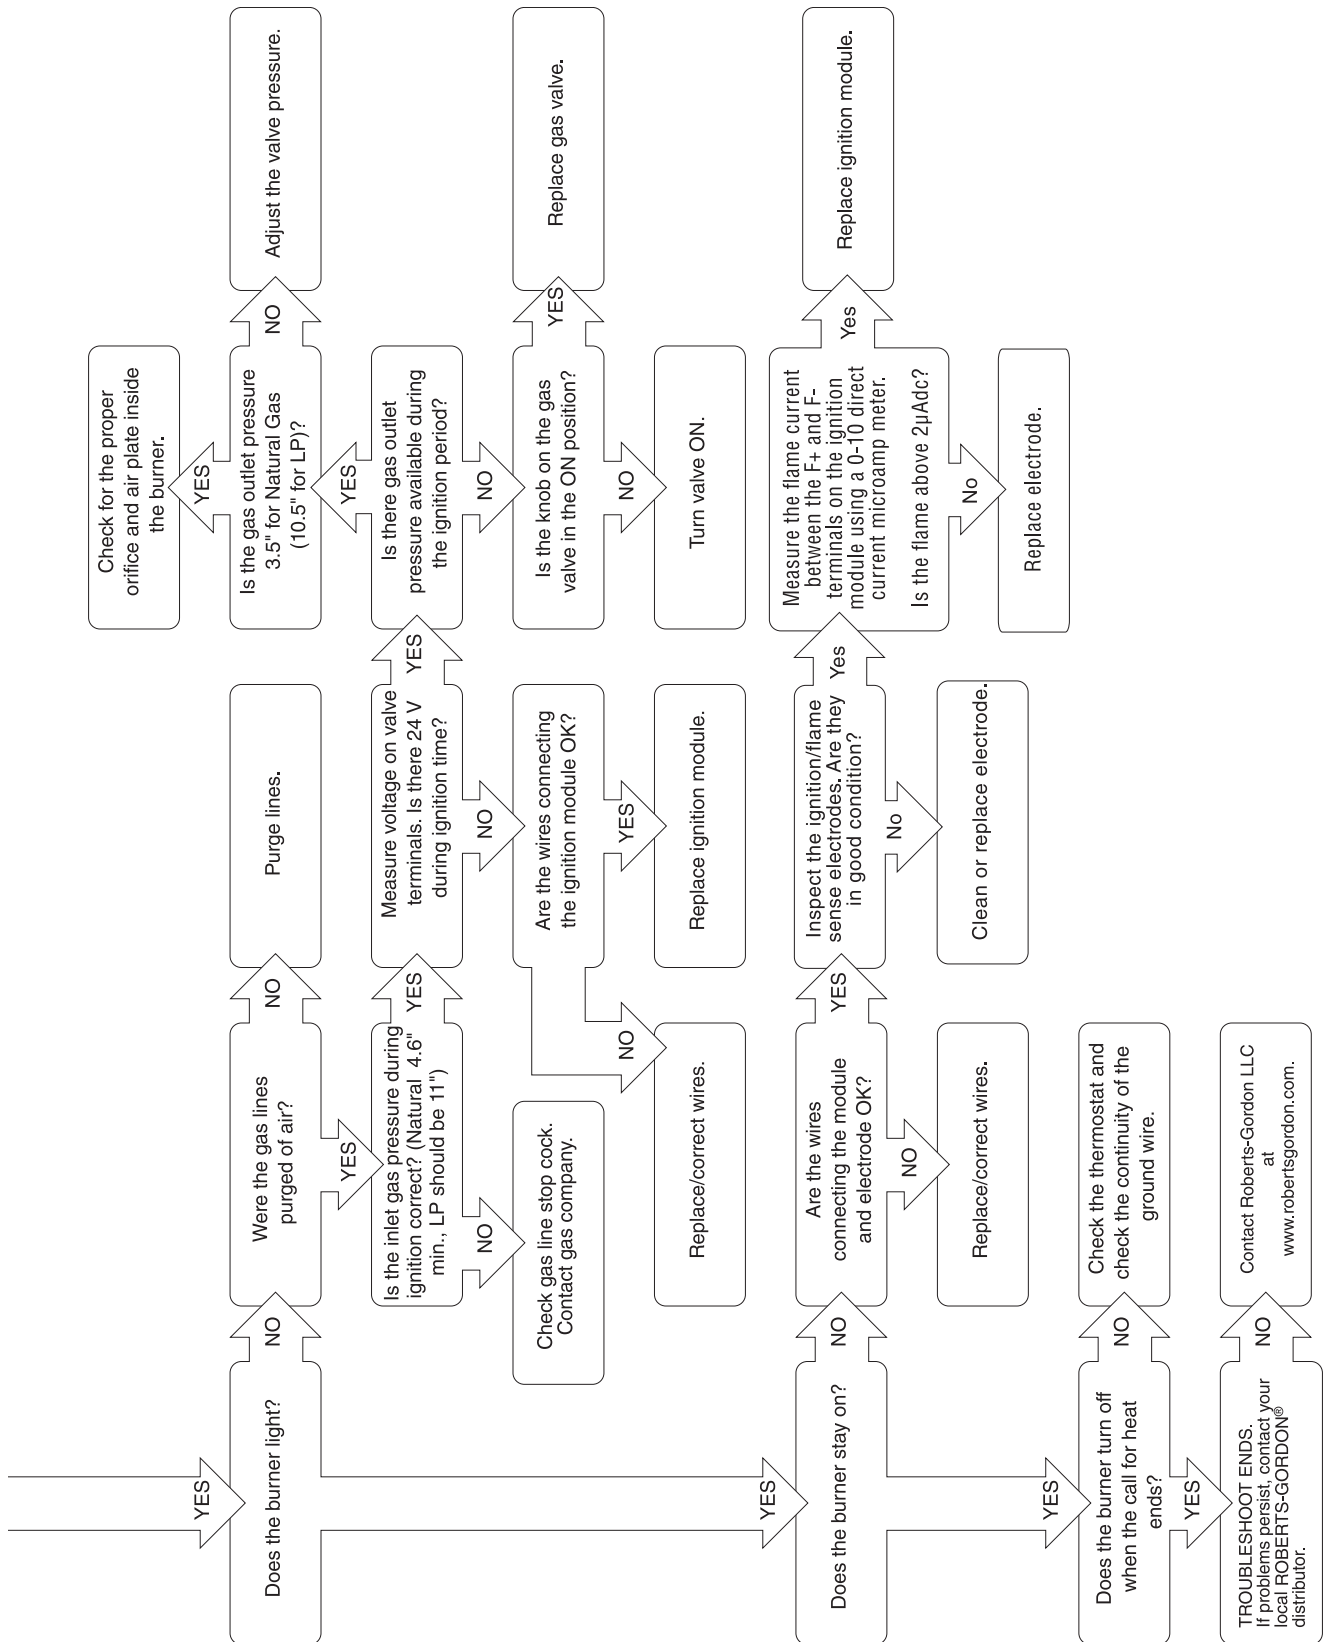 YES
Does the burner light?
NO
Were the gas lines
purged of air?
NO
Purge lines.
YES
Is the inlet gas pressure during
ignition correct? (Natural 4.6"
min., LP should be 11")
NO
Check gas line stop cock.
Contact gas company.
YES
Measure voltage on valve
terminals. Is there 24 V
during ignition time?
NO
Are the wires connecting
the ignition module OK?
NO
Replace/correct wires.
YES
Replace ignition module.
YES
Is there gas outlet
pressure available during
the ignition period?
YES
Is the gas outlet pressure
3.5" for Natural Gas
(10.5" for LP)?
YES
Check for the proper
orifice and air plate inside
the burner.
NO
Adjust the valve pressure.
NO
Is the knob on the gas
valve in the ON position?
YES
Replace gas valve.
NO
Turn valve ON.
YES
Does the burner stay on?
NO
Are the wires
connecting the module
and electrode OK?
NO
Replace/correct wires.
YES
Inspect the ignition/flame
sense electrodes. Are they
in good condition?
No
Clean or replace electrode.
Yes
Measure the flame current
between the F+ and F-
terminals on the ignition
module using a 0-10 direct
current microamp meter.
Is the flame above 2µAdc?
Yes
Replace ignition module.
No
Replace electrode.
YES
Does the burner turn off
when the call for heat
ends?
NO
Check the thermostat and
check the continuity of the
ground wire.
YES
TROUBLESHOOT ENDS.
If problems persist, contact your
local ROBERTS-GORDON®
distributor.
NO
Contact Roberts-Gordon LLC
at
www.robertsgordon.com.